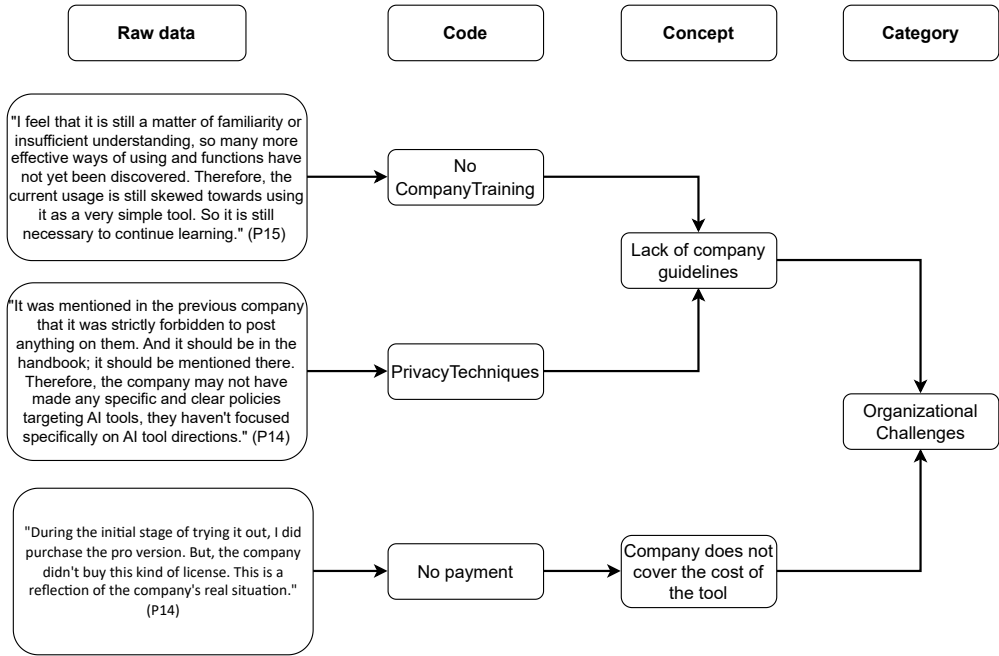 Raw data
Code
Concept
Category
"I feel that it is still a matter of familiarity or
insufficient understanding, so many more
effective ways of using and functions have
not yet been discovered. Therefore, the
current usage is still skewed towards using
it as a very simple tool. So it is still
necessary to continue learning." (P15)
No
CompanyTraining
Lack of company
guidelines
"It was mentioned in the previous company
that it was strictly forbidden to post
anything on them. And it should be in the
handbook; it should be mentioned there.
Therefore, the company may not have
made any specific and clear policies
targeting AI tools, they haven't focused
specifically on AI tool directions." (P14)
PrivacyTechniques
Organizational
Challenges
"During the initial stage of trying it out, I did
purchase the pro version. But, the company
didn't buy this kind of license. This is a
reflection of the company's real situation."
(P14)
No payment
Company does not
cover the cost of
the tool